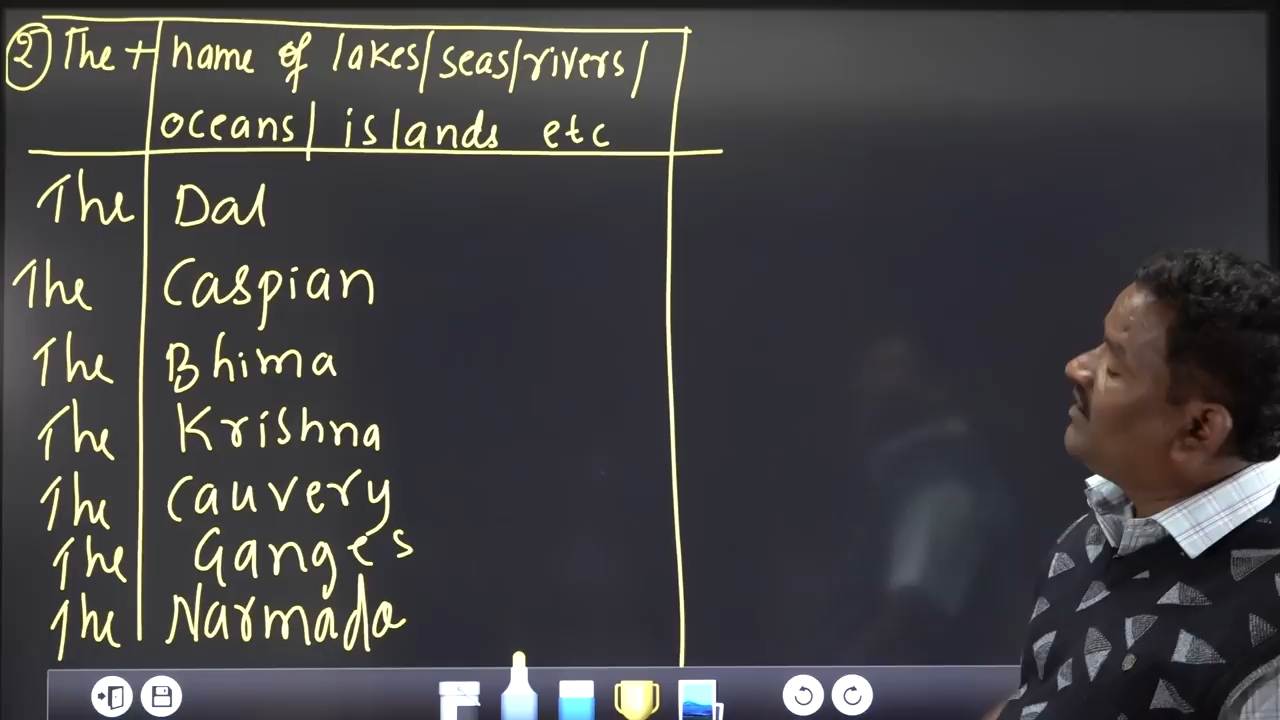 ② The + name of lakes/seas/rivers/
oceans/ islands etc
The Dal
The Caspian
The Bhima
The Krishna
The Cauvery
The Ganges
The Narmada